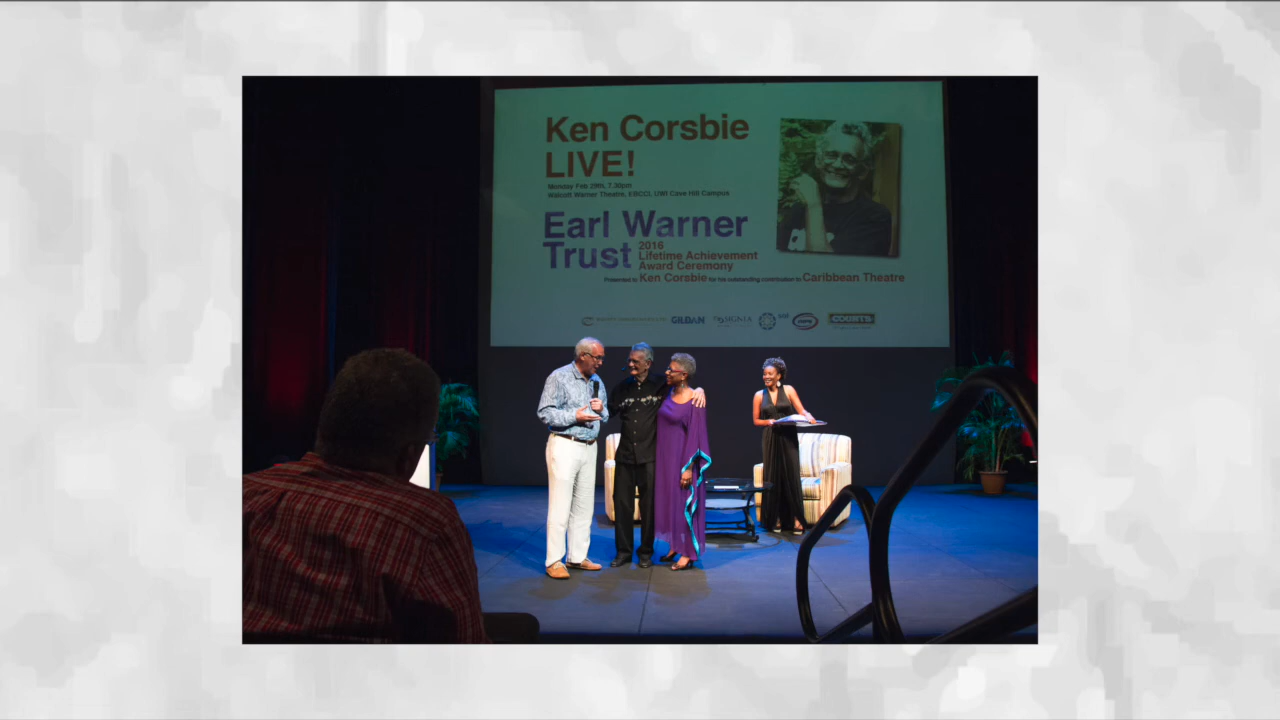 Ken Corsbie
LIVE!
Monday Feb 29th, 7.30pm
Walcott Warner Theatre, EBCCI, UWI Cave Hill Campus
Earl Warner
Trust
2016
Lifetime Achievement
Award Ceremony
Presented to Ken Corsbie for his outstanding contribution to Caribbean Theatre
GILDAN
COURTS